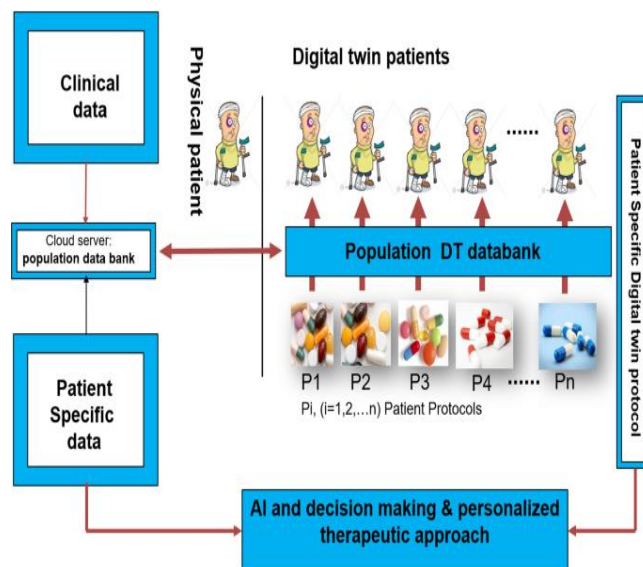 Clinical
data
Cloud server:
population data bank
Patient
Specific
data
Physical patient
Digital twin patients
......
Population DT databank
P1 P2 P3 P4 ...... Pn
Pi, (i=1,2,...n) Patient Protocols
Patient Specific Digital twin protocol
AI and decision making & personalized
therapeutic approach